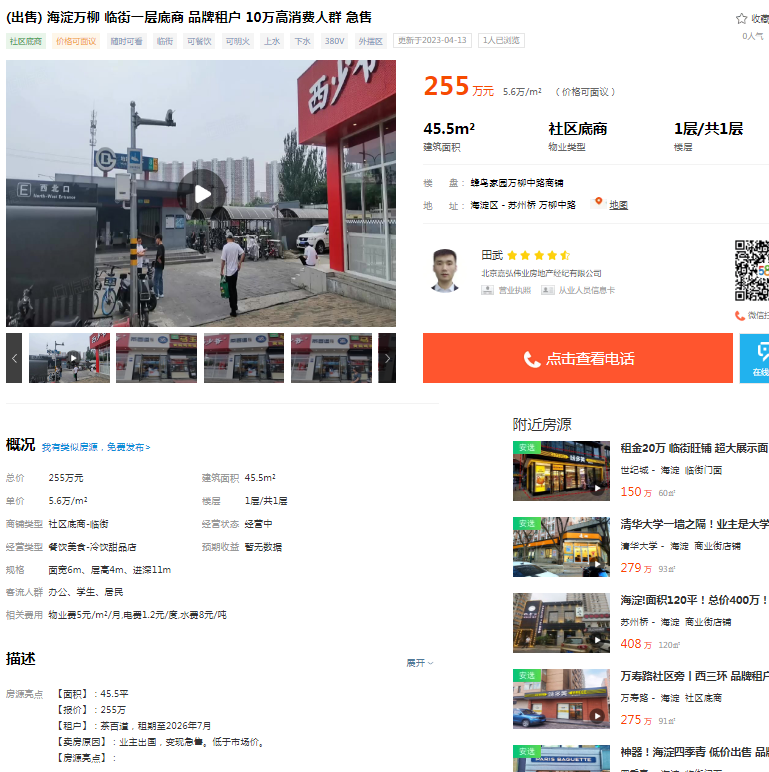 (出售) 海淀万柳 临街一层底商 品牌租户 10万高消费人群 急售
收藏
社区底商 价格可面议 随时可看 临街 可餐饮 可明火 上水 下水 380V 外摆区 更新于2023-04-13 1人已浏览
0人气
西少爷
E 西北口
North-West Entrance
255万元 5.6万/m² （价格可面议）
45.5m² 社区底商 1层/共1层
建筑面积 物业类型 楼层
楼 盘： 蜂鸟家园万柳中路商铺
地 址： 海淀区 - 苏州桥 万柳中路 地图
田武
北京嘉弘伟业房地产经纪有限公司
营业执照 从业人员信息卡
58
微信扫
点击查看电话
在线
概况 我有类似房源，免费发布>
总价 255万元 建筑面积 45.5m²
单价 5.6万/m² 楼层 1层/共1层
商铺类型 社区底商-临街 经营状态 经营中
经营类型 餐饮美食-冷饮甜品店 预期收益 暂无数据
规格 面宽6m、层高4m、进深11m
客流人群 办公、学生、居民
相关费用 物业费5元/m²/月,电费1.2元/度,水费8元/吨
描述
展开
房源亮点 【面积】：45.5平
【报价】：255万
【租户】：茶百道，租期至2026年7月
【卖房原因】：业主出国，变现急售。低于市场价。
【房源亮点】：
附近房源
安选
租金20万 临街旺铺 超大展示面
世纪城 - 海淀 临街门面
150万 60㎡
安选
清华大学一墙之隔！业主是大学
清华大学 - 海淀 商业街店铺
279万 93㎡
海淀!面积120平！总价400万！
苏州桥 - 海淀 商业街店铺
408万 120㎡
安选
万寿路社区旁丨西三环 品牌租户
万寿路 - 海淀 社区底商
275万 91㎡
安选
PARIS BAGUETTE
神器！海淀四季青 低价出售 品